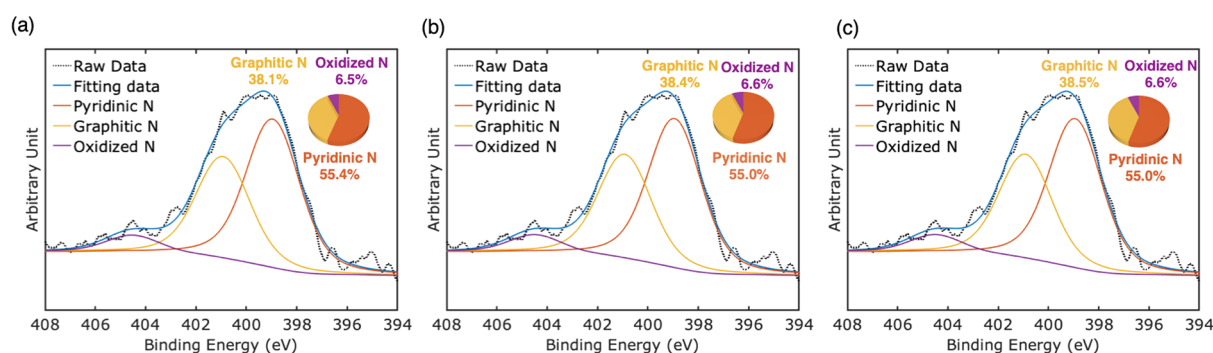 (a)
Raw Data
Fitting data
Pyridinic N
Graphitic N
Oxidized N
Graphitic N
38.1%
Oxidized N
6.5%
Pyridinic N
55.4%
Arbitrary Unit
408 406 404 402 400 398 396 394
Binding Energy (eV)
(b)
Raw Data
Fitting data
Pyridinic N
Graphitic N
Oxidized N
Graphitic N
38.4%
Oxidized N
6.6%
Pyridinic N
55.0%
Arbitrary Unit
408 406 404 402 400 398 396 394
Binding Energy (eV)
(c)
Raw Data
Fitting data
Pyridinic N
Graphitic N
Oxidized N
Graphitic N
38.5%
Oxidized N
6.6%
Pyridinic N
55.0%
Arbitrary Unit
408 406 404 402 400 398 396 394
Binding Energy (eV)